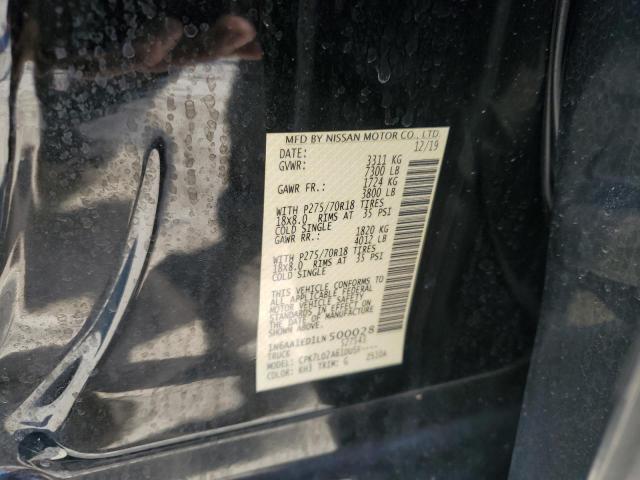 MFD BY NISSAN MOTOR CO., LTD.
DATE: 12/19
GVWR: 3311 KG
7300 LB
GAWR FR.: 1724 KG
3800 LB
WITH P275/70R18 TIRES
18X8.0 RIMS AT 35 PSI
COLD SINGLE
GAWR RR.: 1820 KG
4012 LB
WITH P275/70R18 TIRES
18X8.0 RIMS AT 35 PSI
COLD SINGLE
THIS VEHICLE CONFORMS TO
ALL APPLICABLE FEDERAL
MOTOR VEHICLE SAFETY
STANDARDS IN EFFECT ON
THE DATE OF MANUFACTURE
SHOWN ABOVE.
1N6AA1ED1LN500028
TRUCK 527543
MODEL:
COLOR: KH3 TRIM: G 2510A